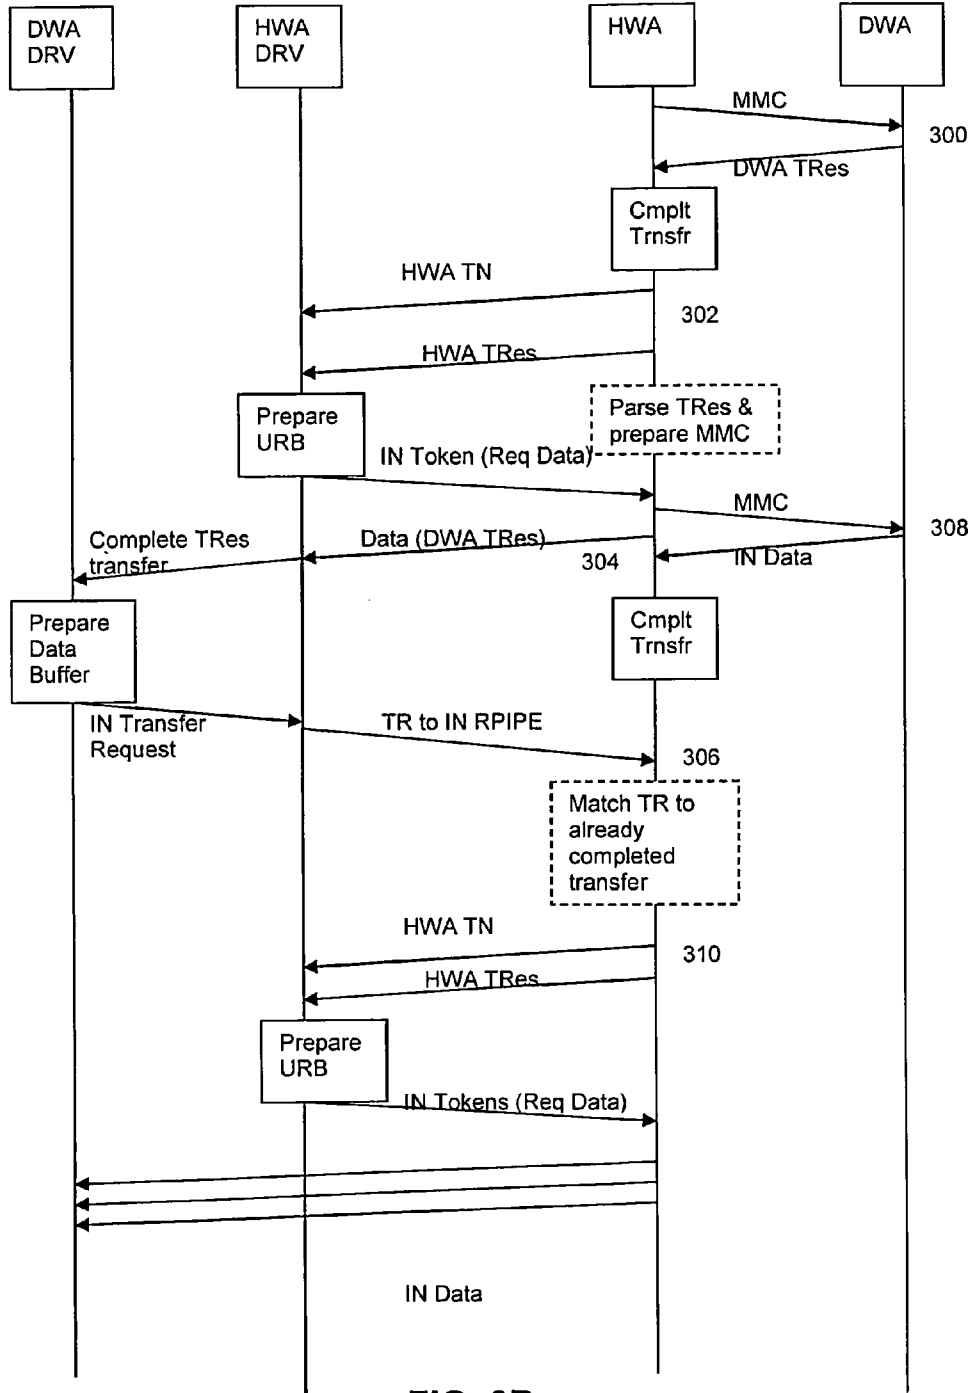 DWA
DRV
HWA
DRV
HWA
DWA
MMC
300
DWA TRes
Cmplt
Trnsfr
HWA TN
302
HWA TRes
Prepare
URB
Parse TRes &
prepare MMC
IN Token (Req Data)
MMC
308
Complete TRes
transfer
Data (DWA TRes)
304
IN Data
Prepare
Data
Buffer
Cmplt
Trnsfr
IN Transfer
Request
TR to IN RPIPE
306
Match TR to
already
completed
transfer
HWA TN
310
HWA TRes
Prepare
URB
IN Tokens (Req Data)
IN Data